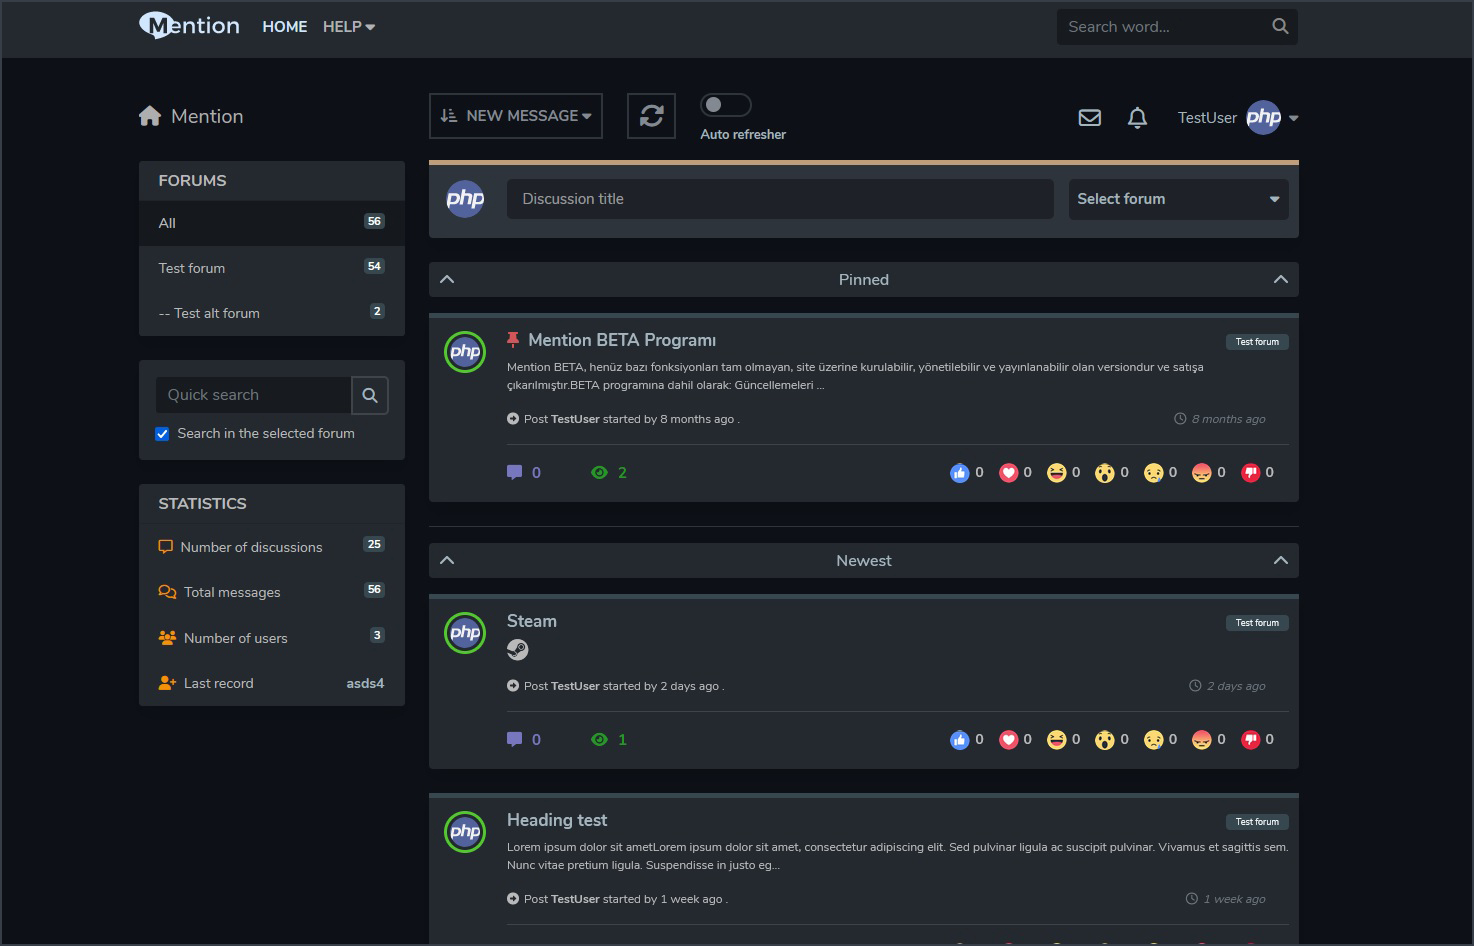 Mention HOME HELP
Search word...
Mention
NEW MESSAGE
Auto refresher
TestUser php
FORUMS
All 56
Test forum 54
-- Test alt forum 2
Quick search
Search in the selected forum
STATISTICS
Number of discussions 25
Total messages 56
Number of users 3
Last record asds4
php Discussion title Select forum
Pinned
php Mention BETA Programı Test forum
Mention BETA, henüz bazı fonksiyonları tam olmayan, site üzerine kurulabilir, yönetilebilir ve yayınlanabilir olan versiondur ve satışa
çıkarılmıştır.BETA programına dahil olarak: Güncellemeleri ...
Post TestUser started by 8 months ago . 8 months ago
0 2 0 0 0 0 0 0 0
Newest
php Steam Test forum
Post TestUser started by 2 days ago . 2 days ago
0 1 0 0 0 0 0 0 0
php Heading test Test forum
Lorem ipsum dolor sit ametLorem ipsum dolor sit amet, consectetur adipiscing elit. Sed pulvinar ligula ac suscipit pulvinar. Vivamus et sagittis sem.
Nunc vitae pretium ligula. Suspendisse in justo eg...
Post TestUser started by 1 week ago . 1 week ago